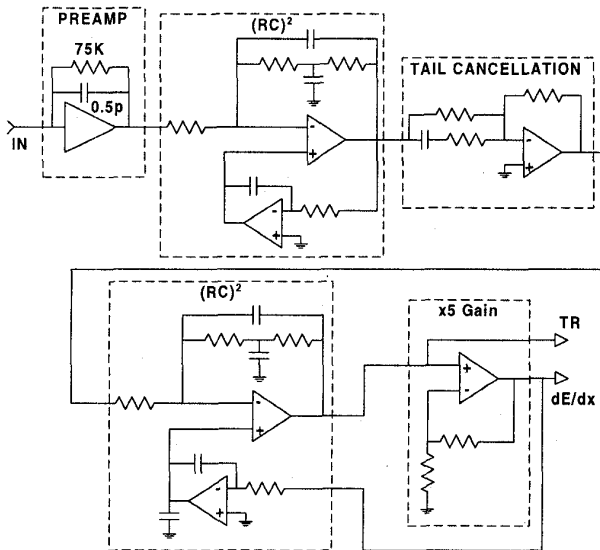 PREAMP
75K
0.5p
IN
(RC)²
TAIL CANCELLATION
(RC)²
x5 Gain
TR
dE/dx